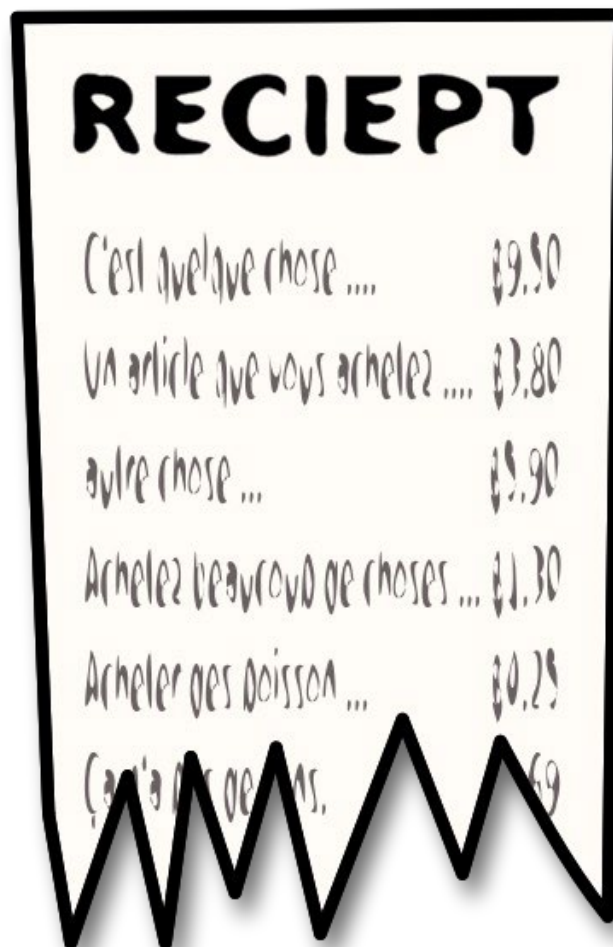 RECIEPT
C'est quelque chose .... $9.50
Un article que vous achetez .... $3.80
autre chose ... $5.90
Achetez beaucoup de choses ... $1.30
Acheter des poisson ... $0.25